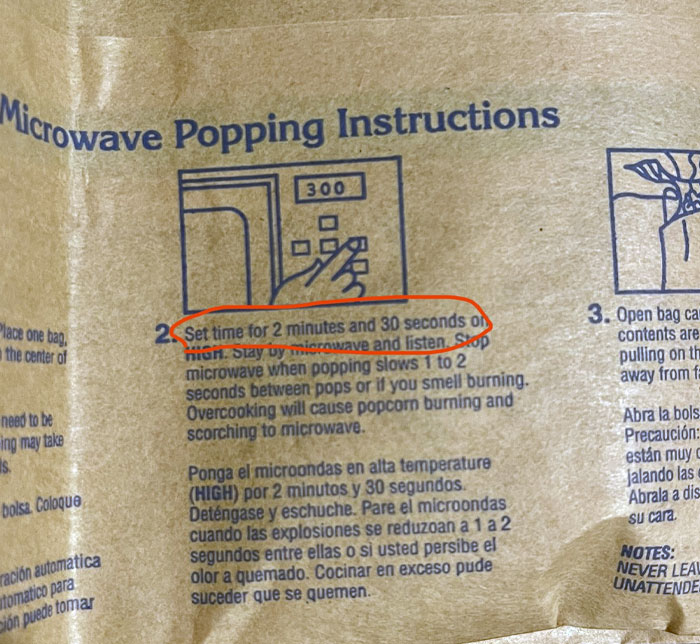 Microwave Popping Instructions
300
Place one bag,
the center of
need to be
ing may take
ls.
bolsa. Coloque
ración automatica
tomatico para
ción puede tomar
2. Set time for 2 minutes and 30 seconds on
HIGH. Stay by microwave and listen. Stop
microwave when popping slows 1 to 2
seconds between pops or if you smell burning.
Overcooking will cause popcorn burning and
scorching to microwave.
Ponga el microondas en alta temperature
(HIGH) por 2 minutos y 30 segundos.
Deténgase y eschuche. Pare el microondas
cuando las explosiones se reduzoan a 1 a 2
segundos entre ellas o si usted persibe el
olor a quemado. Cocinar en exceso pude
suceder que se quemen.
3. Open bag ca
contents are
pulling on th
away from f
Abra la bols
Precaución:
están muy c
jalando las
Abrala a dis
su cara.
NOTES:
NEVER LEA
UNATTENDE